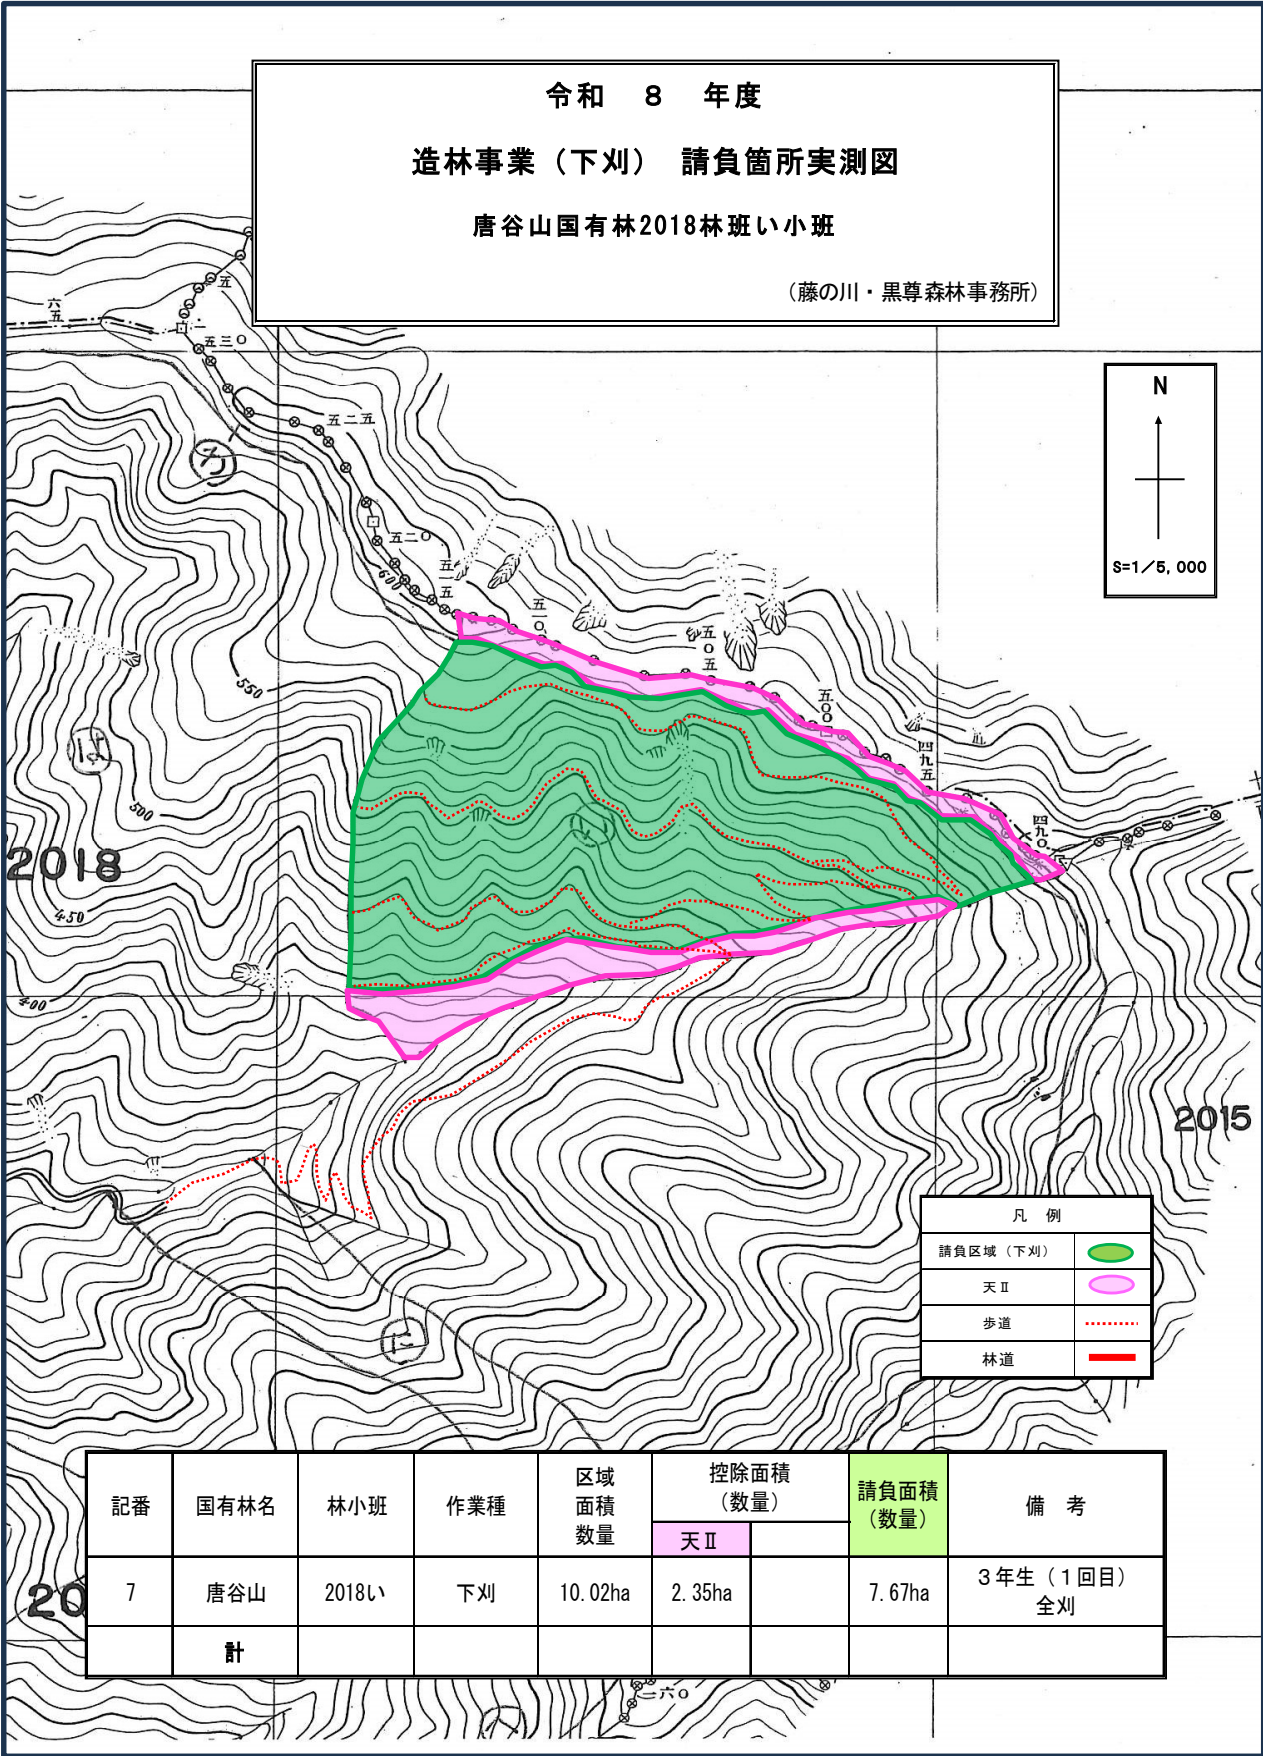 令和　８　年度
造林事業（下刈）　請負箇所実測図
唐谷山国有林2018林班い小班
（藤の川・黒尊森林事務所）
N
S=1／5,000
六五
五
五三〇
ろ
五二五
五二〇
600
五一五
五一〇
五〇五
五〇〇
四九五
四九〇
550
は
500
い
2018
450
400
2015
に
凡　例
請負区域（下刈）
天Ⅱ
歩道
林道
記番
国有林名
林小班
作業種
区域
面積
数量
控除面積
（数量）
天Ⅱ
請負面積
（数量）
備　考
7
唐谷山
2018い
下刈
10.02ha
2.35ha
7.67ha
３年生（１回目）
全刈
計
20
二六〇